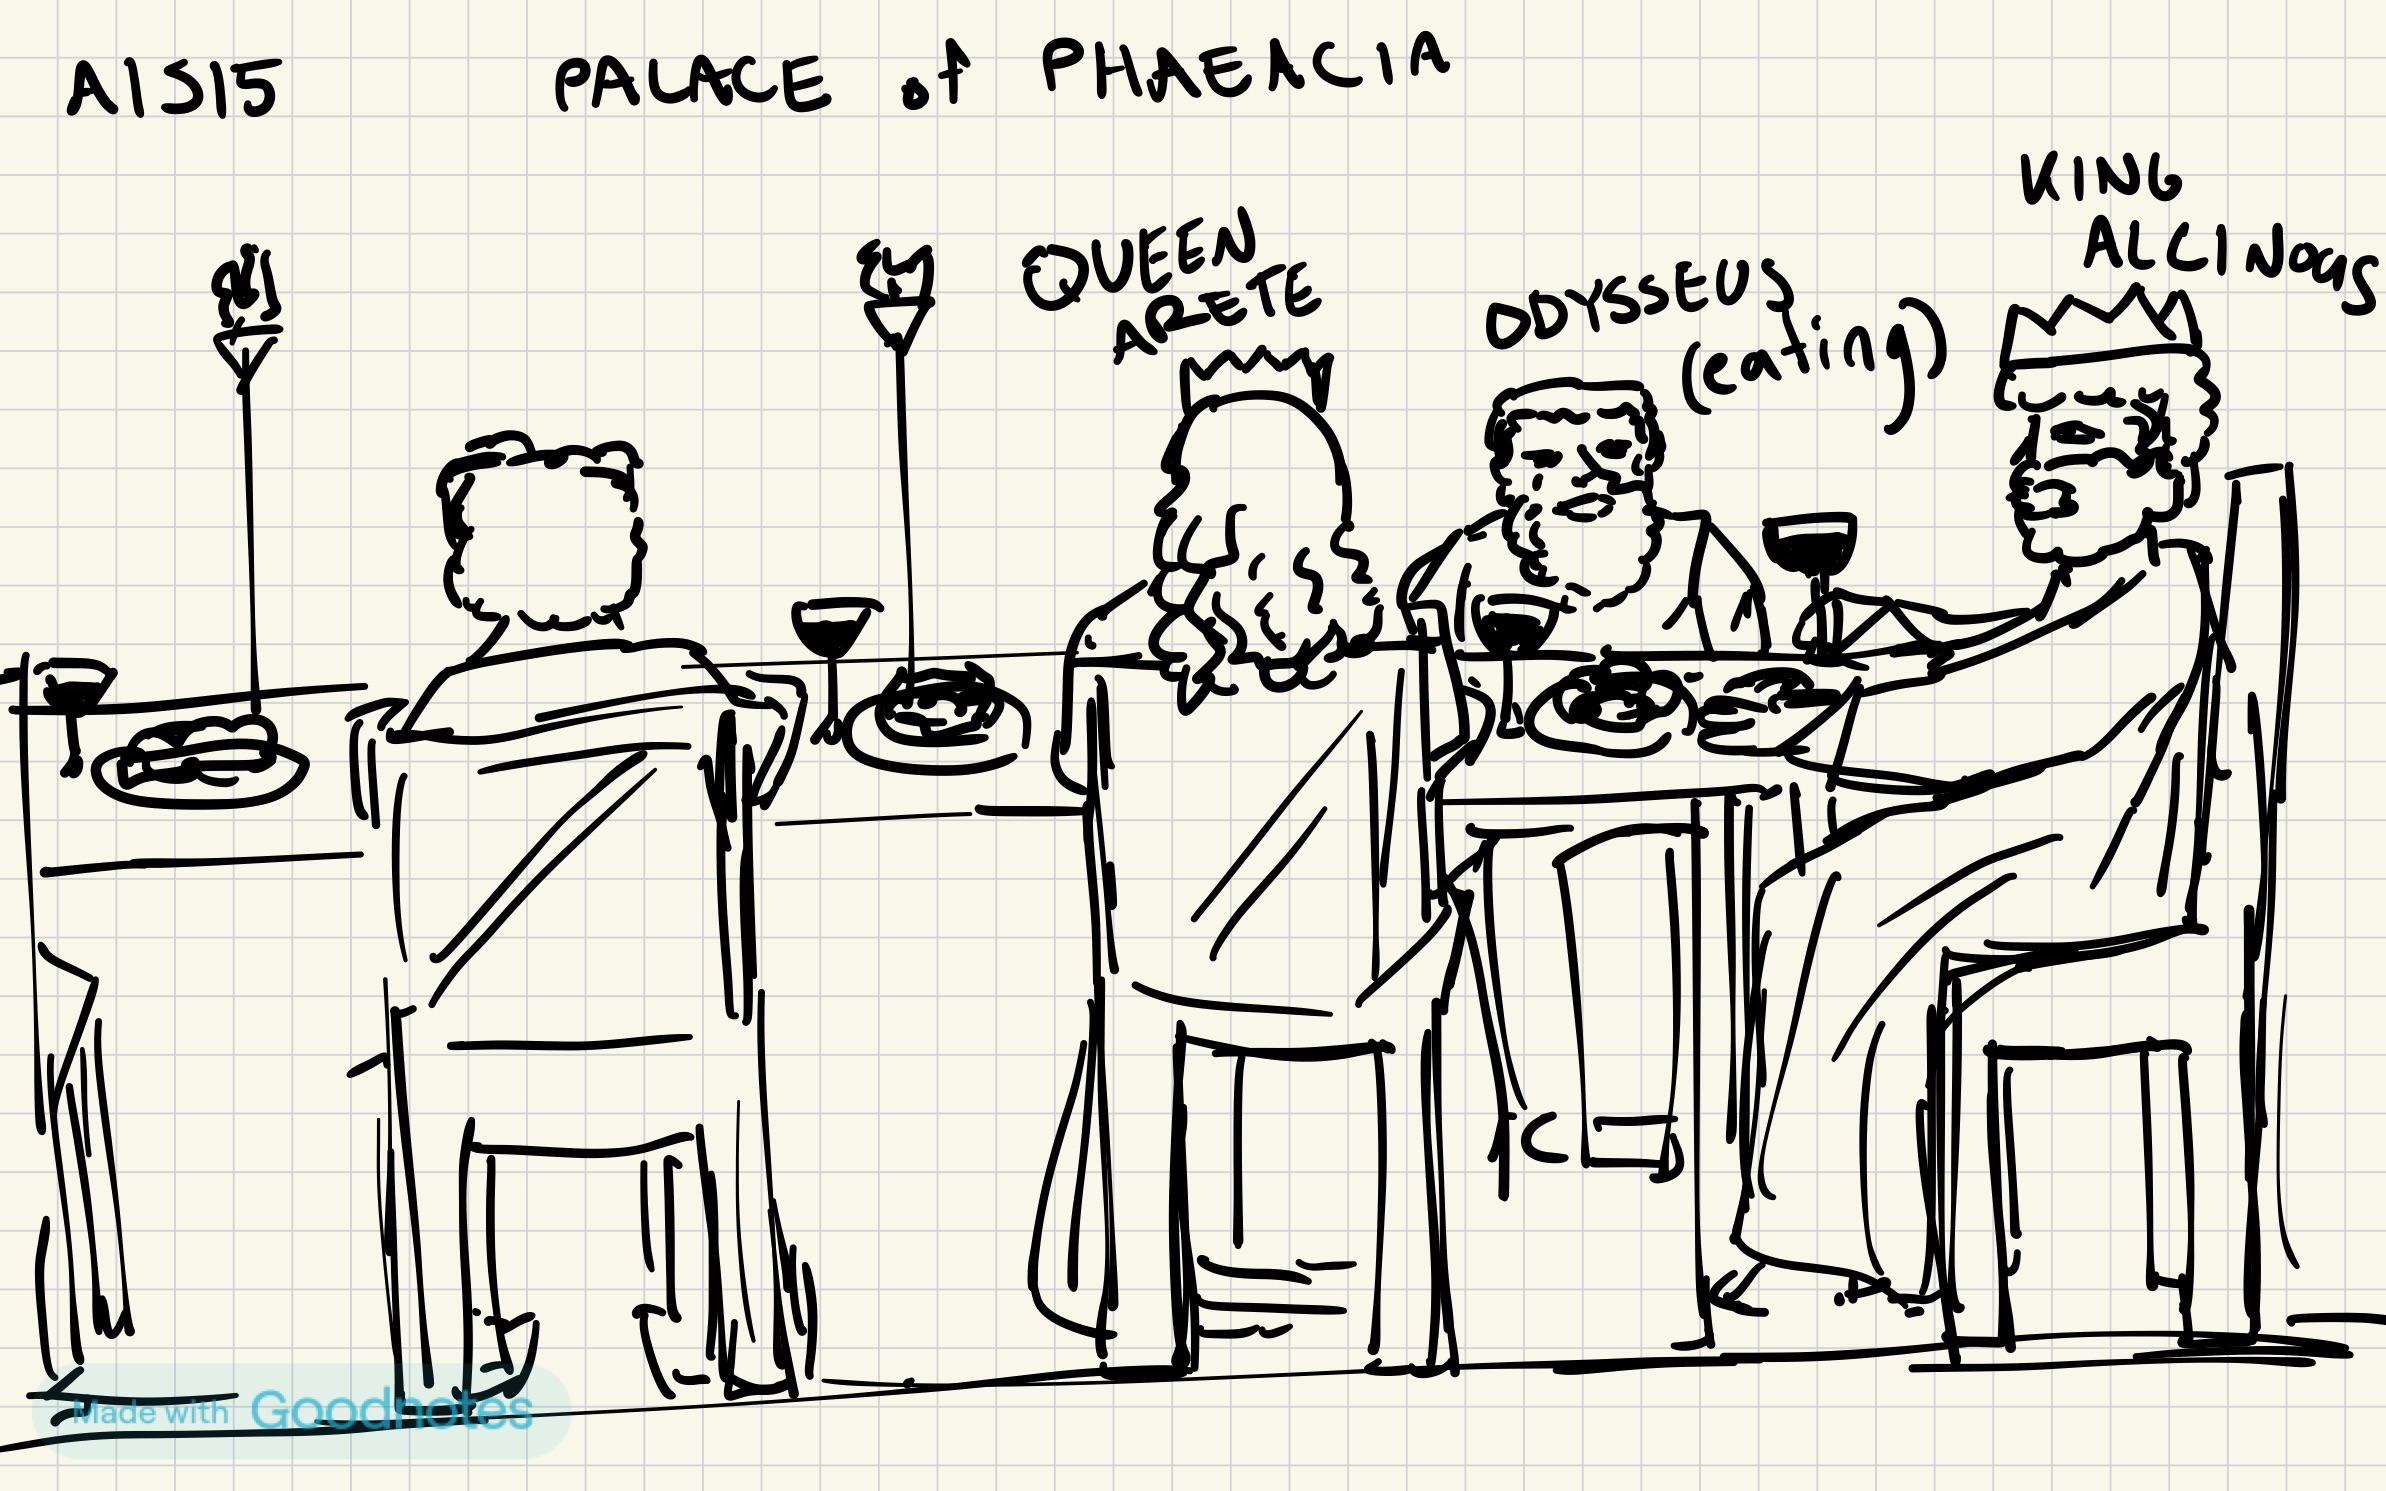 A1S15
PALACE of PHAEACIA
QUEEN
ARETE
ODYSSEUS
(eating)
KING
ALCINOUS
Made with Goodnotes